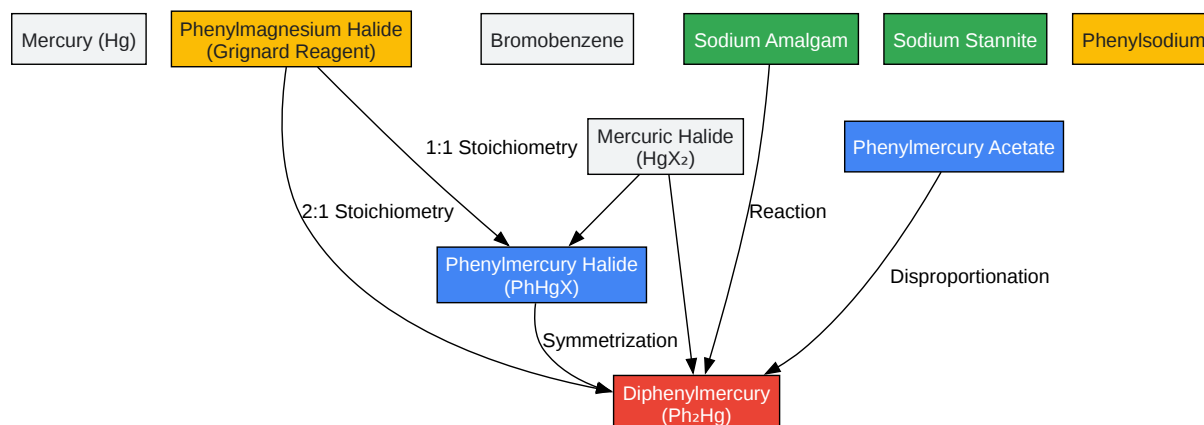 Mercury (Hg)
Phenylmagnesium Halide
(Grignard Reagent)
Bromobenzene
Sodium Amalgam
Sodium Stannite
Phenylsodium
1:1 Stoichiometry
Mercuric Halide
(HgX₂)
Phenylmercury Acetate
2:1 Stoichiometry
Reaction
Phenylmercury Halide
(PhHgX)
Disproportionation
Symmetrization
Diphenylmercury
(Ph₂Hg)